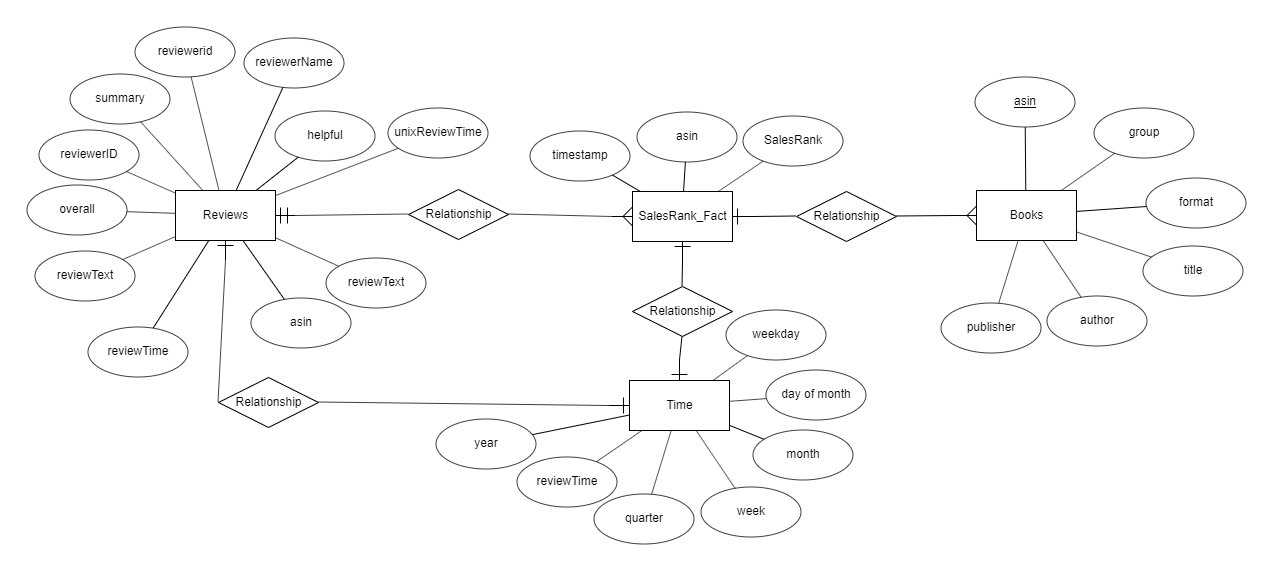 reviewerid
reviewerName
summary
helpful
unixReviewTime
reviewerID
overall
Reviews
reviewText
reviewText
asin
reviewTime
Relationship
timestamp
asin
SalesRank
SalesRank_Fact
Relationship
asin
group
format
Books
title
publisher
author
Relationship
weekday
day of month
Relationship
Time
year
month
reviewTime
quarter
week